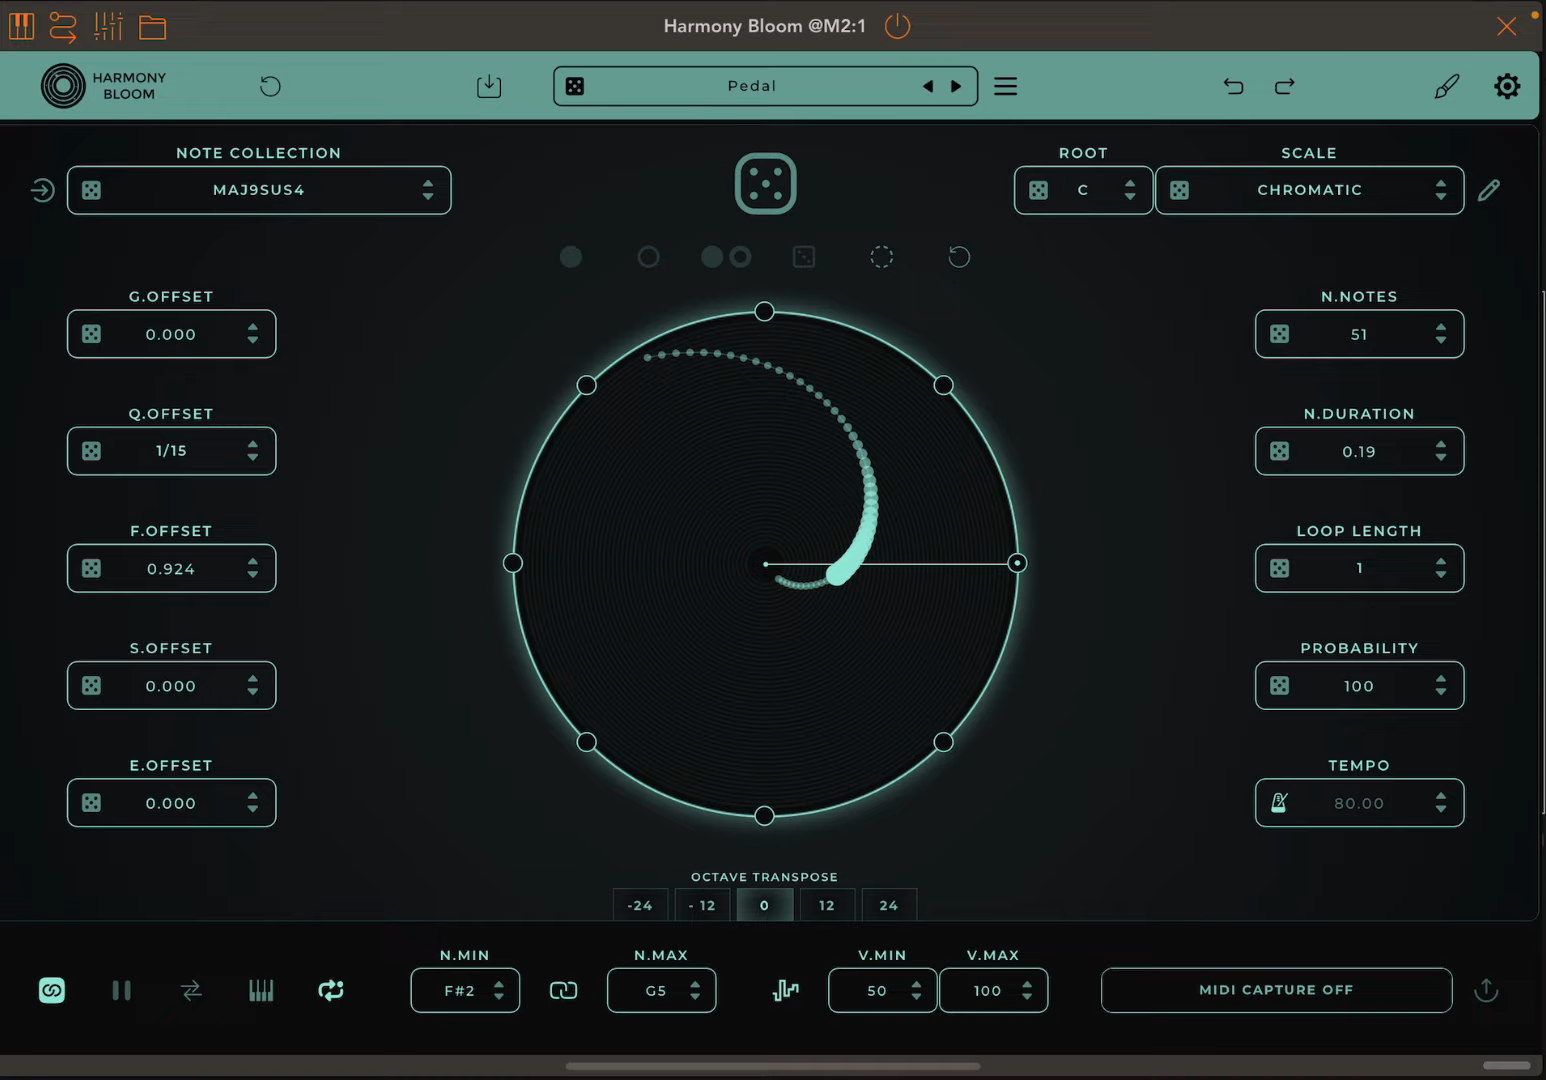 Harmony Bloom @M2:1
HARMONY
BLOOM
Pedal
NOTE COLLECTION
MAJ9SUS4
ROOT
C
SCALE
CHROMATIC
G.OFFSET
0.000
Q.OFFSET
1/15
F.OFFSET
0.924
S.OFFSET
0.000
E.OFFSET
0.000
N.NOTES
51
N.DURATION
0.19
LOOP LENGTH
1
PROBABILITY
100
TEMPO
80.00
OCTAVE TRANSPOSE
-24 - 12 0 12 24
N.MIN
F#2
N.MAX
G5
V.MIN
50
V.MAX
100
MIDI CAPTURE OFF